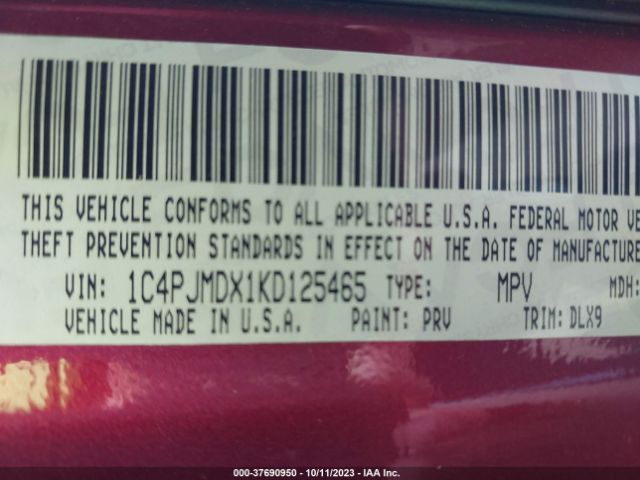 THIS VEHICLE CONFORMS TO ALL APPLICABLE U.S.A. FEDERAL MOTOR VE
THEFT PREVENTION STANDARDS IN EFFECT ON THE DATE OF MANUFACTURE
VIN: 1C4PJMDX1KD125465 TYPE: MPV MDH:
VEHICLE MADE IN U.S.A. PAINT: PRV TRIM: DLX9
000-37690950 - 10/11/2023 - IAA Inc.